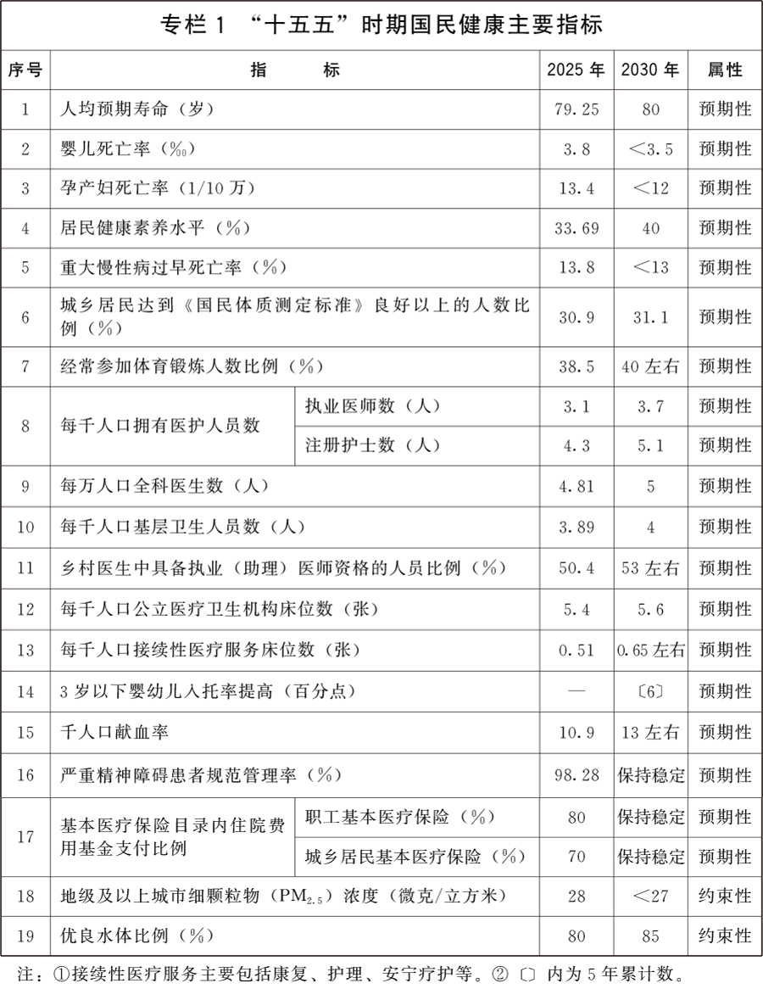 专栏1 “十五五”时期国民健康主要指标
序号 指 标 2025年 2030年 属性
1 人均预期寿命（岁） 79.25 80 预期性
2 婴儿死亡率（‰） 3.8 ＜3.5 预期性
3 孕产妇死亡率（1/10万） 13.4 ＜12 预期性
4 居民健康素养水平（%） 33.69 40 预期性
5 重大慢性病过早死亡率（%） 13.8 ＜13 预期性
6 城乡居民达到《国民体质测定标准》良好以上的人数比
例（%） 30.9 31.1 预期性
7 经常参加体育锻炼人数比例（%） 38.5 40左右 预期性
8 每千人口拥有医护人员数 执业医师数（人） 3.1 3.7 预期性
注册护士数（人） 4.3 5.1 预期性
9 每万人口全科医生数（人） 4.81 5 预期性
10 每千人口基层卫生人员数（人） 3.89 4 预期性
11 乡村医生中具备执业（助理）医师资格的人员比例（%） 50.4 53左右 预期性
12 每千人口公立医疗卫生机构床位数（张） 5.4 5.6 预期性
13 每千人口接续性医疗服务床位数（张） 0.51 0.65左右 预期性
14 3岁以下婴幼儿入托率提高（百分点） — 〔6〕 预期性
15 千人口献血率 10.9 13左右 预期性
16 严重精神障碍患者规范管理率（%） 98.28 保持稳定 预期性
17 基本医疗保险目录内住院费
用基金支付比例 职工基本医疗保险（%） 80 保持稳定 预期性
城乡居民基本医疗保险（%） 70 保持稳定 预期性
18 地级及以上城市细颗粒物（PM2.5）浓度（微克/立方米） 28 ＜27 约束性
19 优良水体比例（%） 80 85 约束性
注：①接续性医疗服务主要包括康复、护理、安宁疗护等。②〔〕内为5年累计数。